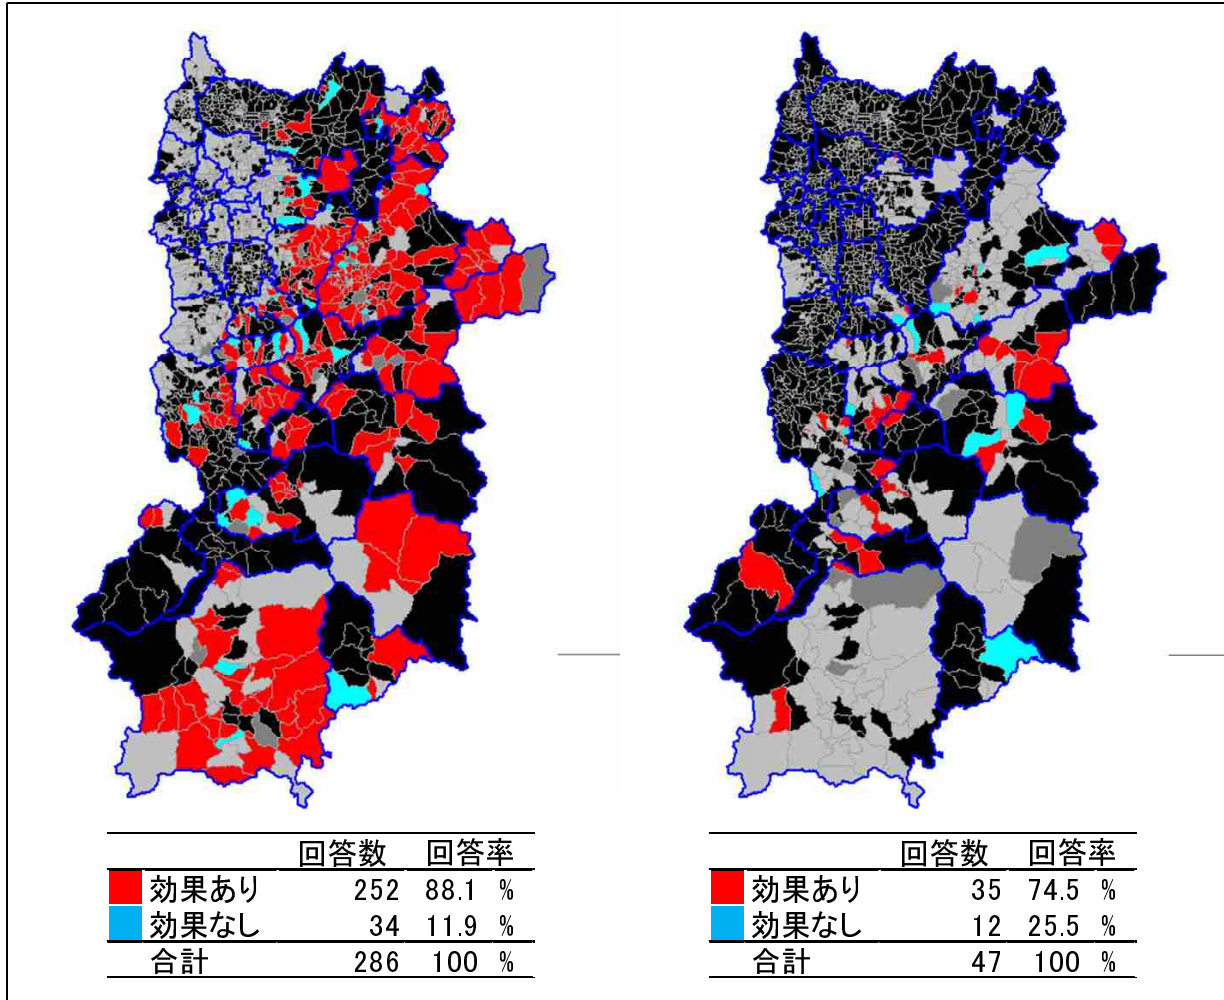 回答数 回答率
効果あり 252 88.1 %
効果なし 34 11.9 %
合計 286 100 %
回答数 回答率
効果あり 35 74.5 %
効果なし 12 25.5 %
合計 47 100 %